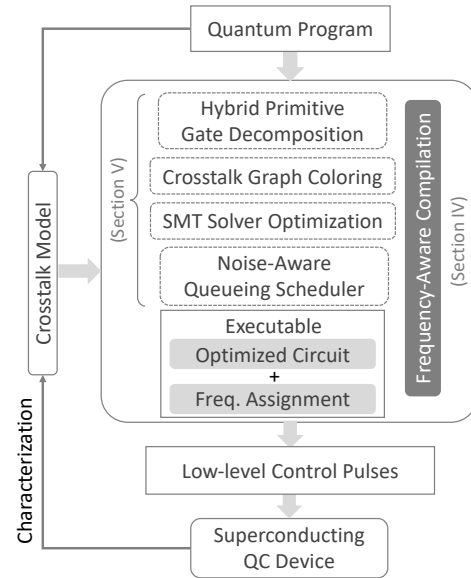 Quantum Program
(Section V)
Hybrid Primitive
Gate Decomposition
Crosstalk Graph Coloring
SMT Solver Optimization
Noise-Aware
Queueing Scheduler
Executable
Optimized Circuit
+
Freq. Assignment
Frequency-Aware Compilation
(Section IV)
Crosstalk Model
Characterization
Low-level Control Pulses
Superconducting
QC Device